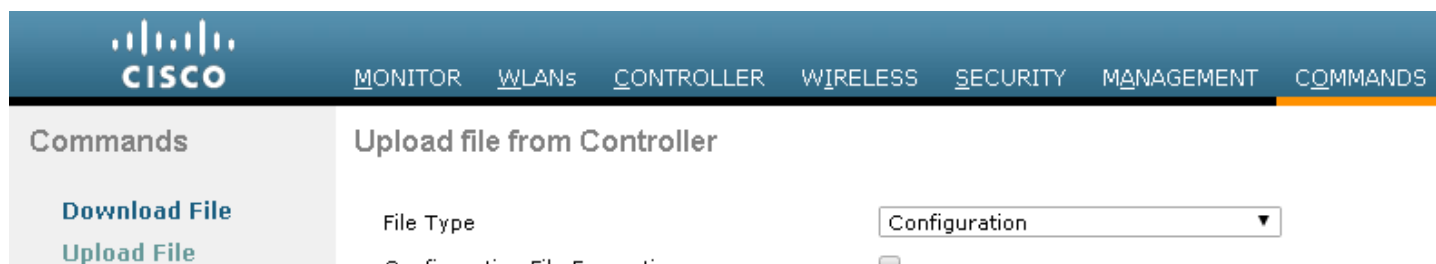 CISCO
MONITOR WLANs CONTROLLER WIRELESS SECURITY MANAGEMENT COMMANDS
Commands
Upload file from Controller
Download File
File Type Configuration
Upload File